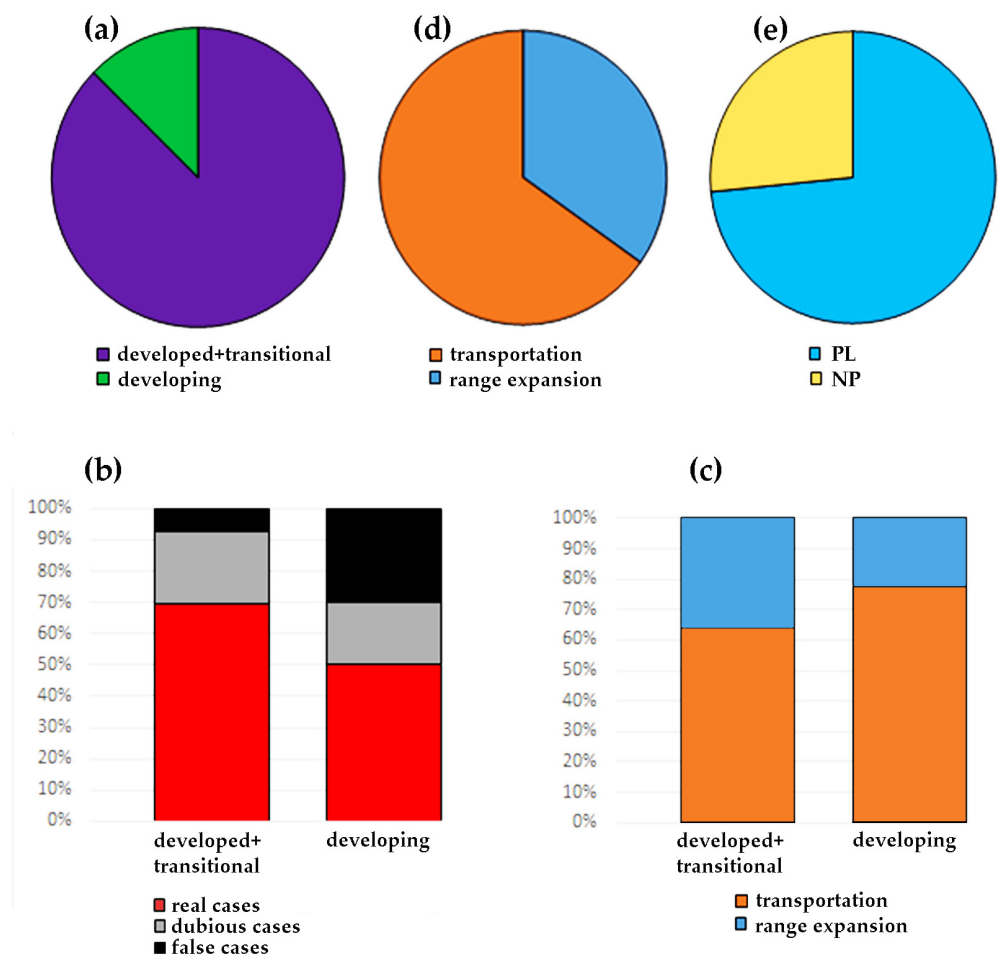 (a)
(d)
(e)
developed+transitional
developing
transportation
range expansion
PL
NP
(b)
100%
90%
80%
70%
60%
50%
40%
30%
20%
10%
0%
developed+
transitional
developing
real cases
dubious cases
false cases
(c)
100%
90%
80%
70%
60%
50%
40%
30%
20%
10%
0%
developed+
transitional
developing
transportation
range expansion